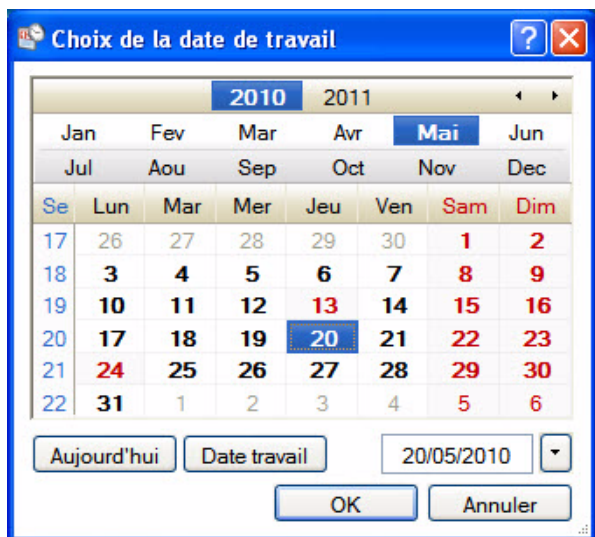 Choix de la date de travail
2010 2011
Jan Fev Mar Avr Mai Jun
Jul Aou Sep Oct Nov Dec
Se Lun Mar Mer Jeu Ven Sam Dim
17 26 27 28 29 30 1 2
18 3 4 5 6 7 8 9
19 10 11 12 13 14 15 16
20 17 18 19 20 21 22 23
21 24 25 26 27 28 29 30
22 31 1 2 3 4 5 6
Aujourd'hui Date travail 20/05/2010
OK Annuler